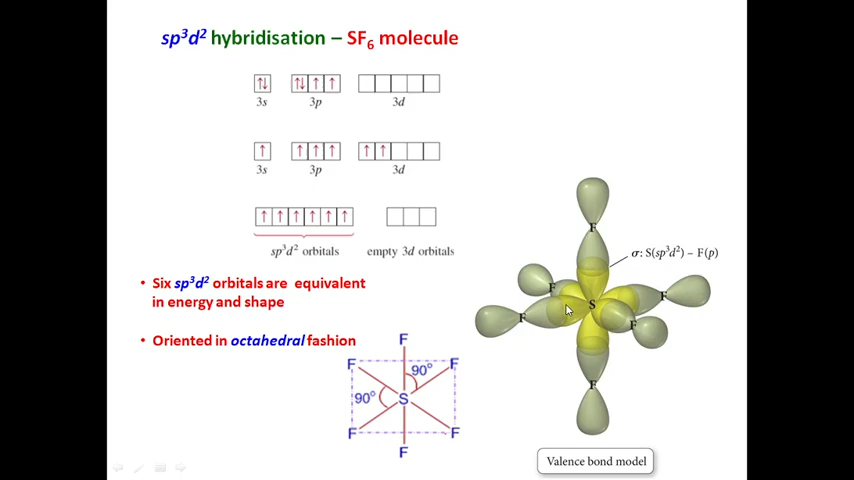 sp³d² hybridisation – SF₆ molecule
3s 3p 3d
3s 3p 3d
sp³d² orbitals empty 3d orbitals
• Six sp³d² orbitals are equivalent
in energy and shape
• Oriented in octahedral fashion
F
F F
90°
90° S
F F
F
F
σ: S(sp³d²) – F(p)
F F
S
F F
F
Valence bond model